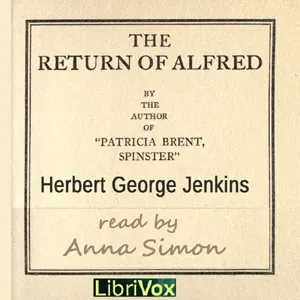 THE
RETURN OF ALFRED
BY
THE
AUTHOR
OF
"PATRICIA BRENT,
SPINSTER"
Herbert George Jenkins
read by
Anna Simon
LibriVox